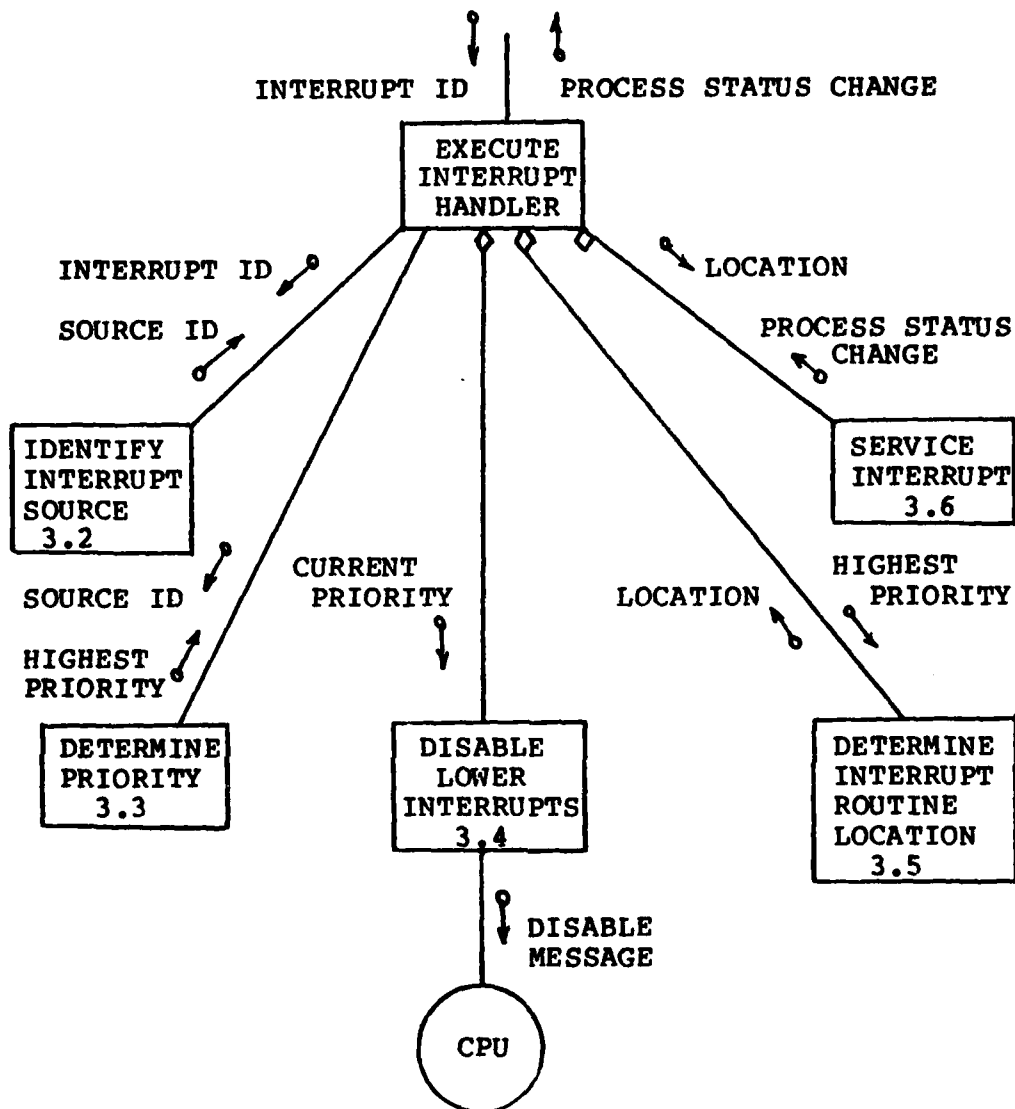 INTERRUPT ID
PROCESS STATUS CHANGE
EXECUTE
INTERRUPT
HANDLER
INTERRUPT ID
LOCATION
SOURCE ID
PROCESS STATUS
CHANGE
IDENTIFY
INTERRUPT
SOURCE
3.2
SERVICE
INTERRUPT
3.6
SOURCE ID
CURRENT
PRIORITY
LOCATION
HIGHEST
PRIORITY
HIGHEST
PRIORITY
DETERMINE
PRIORITY
3.3
DISABLE
LOWER
INTERRUPTS
3.4
DETERMINE
INTERRUPT
ROUTINE
LOCATION
3.5
DISABLE
MESSAGE
CPU